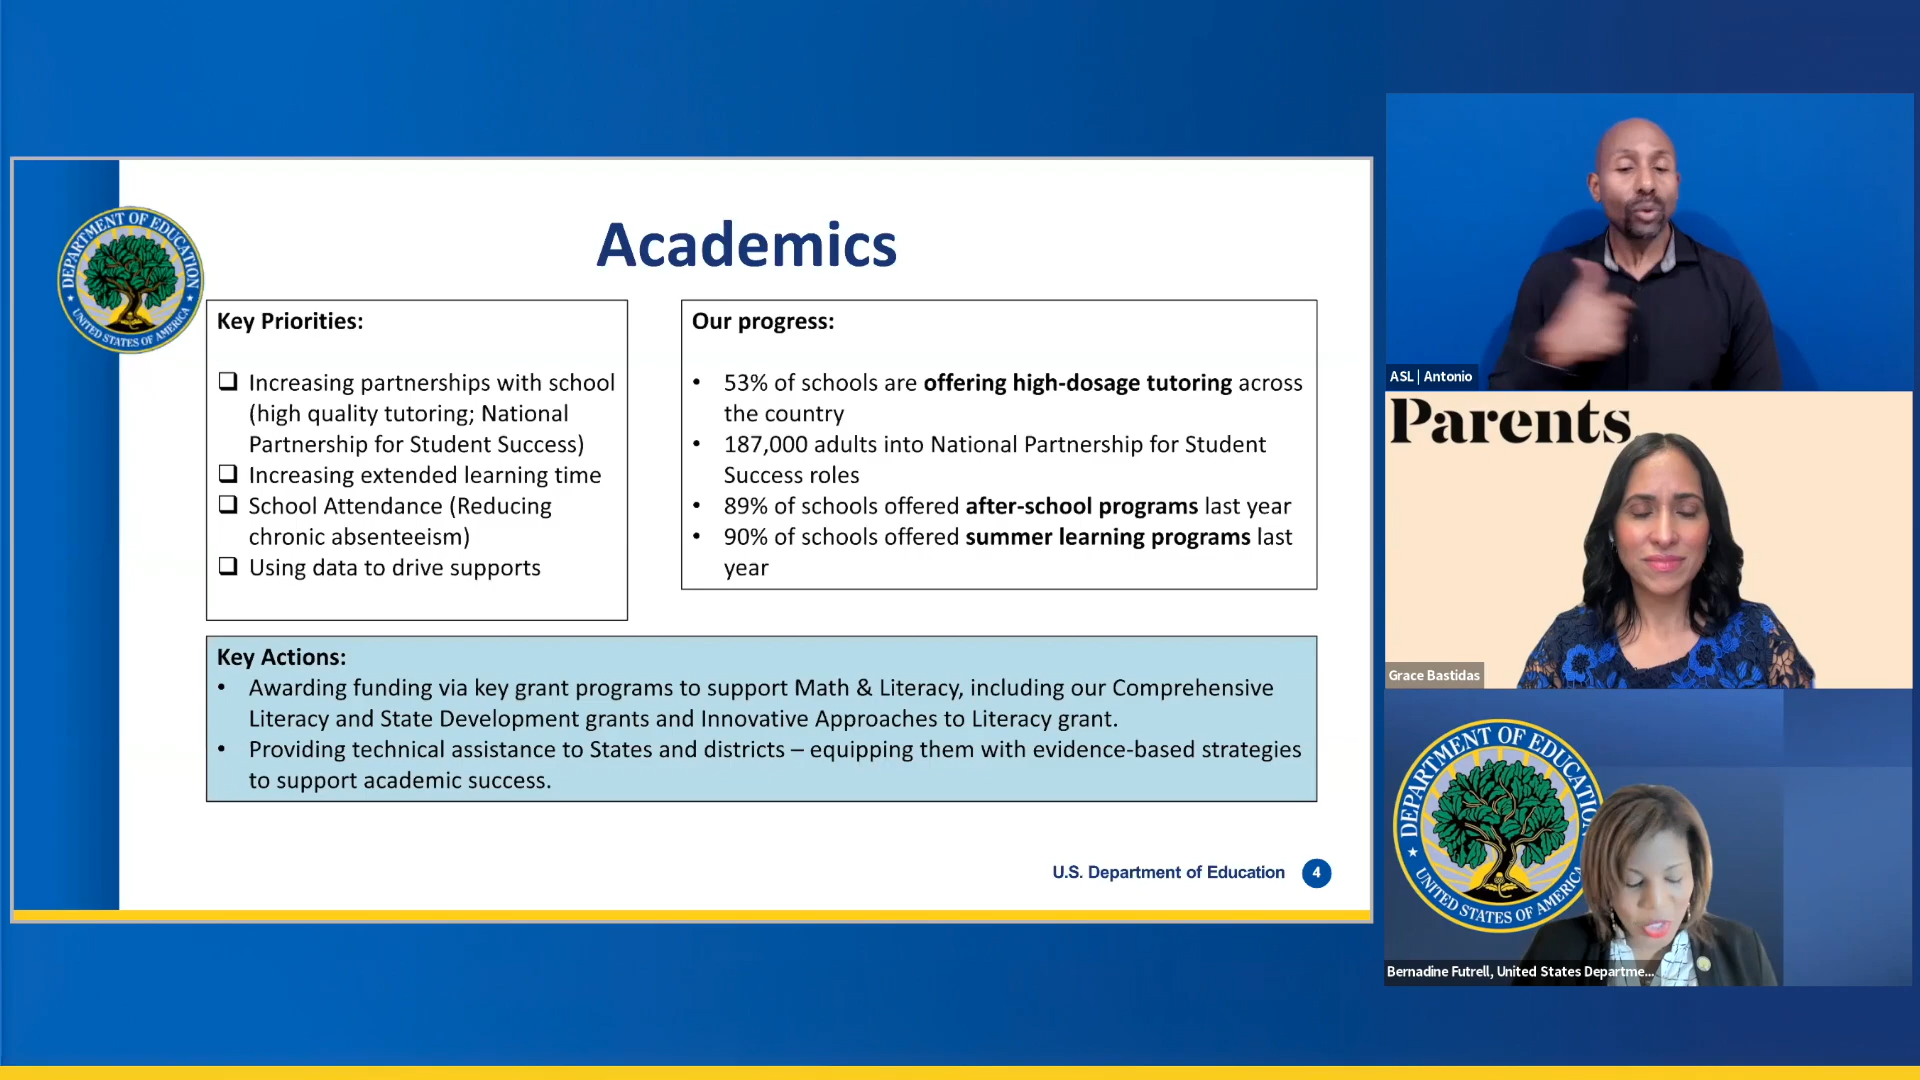 Academics
DEPARTMENT OF EDUCATION
UNITED STATES OF AMERICA
Key Priorities:
❑ Increasing partnerships with school
(high quality tutoring; National
Partnership for Student Success)
❑ Increasing extended learning time
❑ School Attendance (Reducing
chronic absenteeism)
❑ Using data to drive supports
Our progress:
• 53% of schools are offering high-dosage tutoring across
the country
• 187,000 adults into National Partnership for Student
Success roles
• 89% of schools offered after-school programs last year
• 90% of schools offered summer learning programs last
year
Key Actions:
• Awarding funding via key grant programs to support Math & Literacy, including our Comprehensive
Literacy and State Development grants and Innovative Approaches to Literacy grant.
• Providing technical assistance to States and districts – equipping them with evidence-based strategies
to support academic success.
U.S. Department of Education 4
ASL | Antonio
Parents
Grace Bastidas
DEPARTMENT OF EDUCATION
UNITED STATES OF AMERICA
Bernadine Futrell, United States Departme...